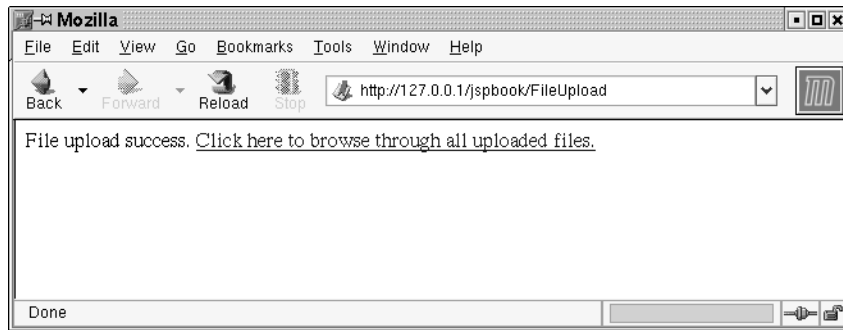 Mozilla
File Edit View Go Bookmarks Tools Window Help
Back Forward Reload Stop http://127.0.0.1/jspbook/FileUpload
File upload success. Click here to browse through all uploaded files.
Done